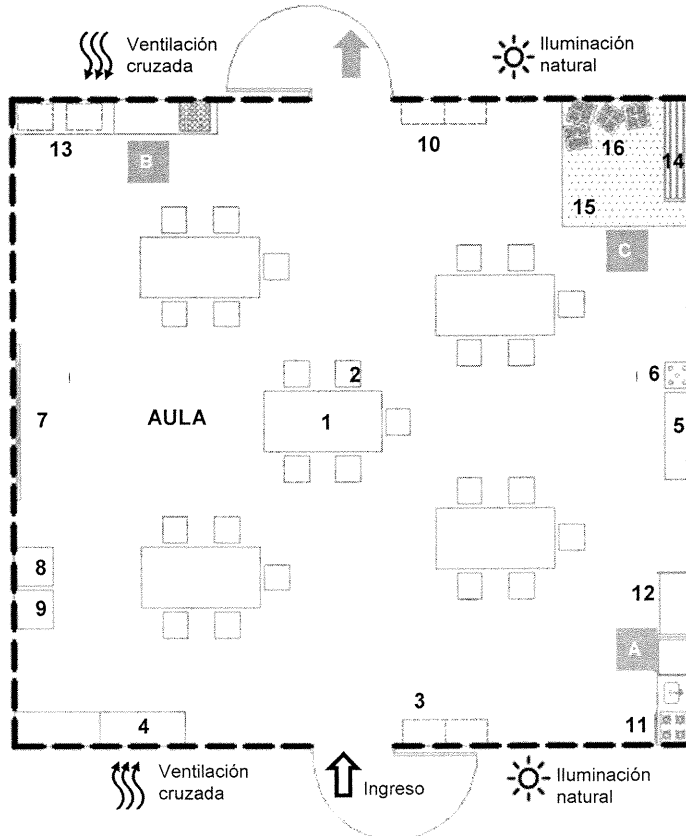 Ventilación
cruzada
Iluminación
natural
13
B
10
16
14
15
C
2
6
7
AULA
1
5
8
9
12
A
3
4
11
Ventilación
cruzada
Ingreso
Iluminación
natural